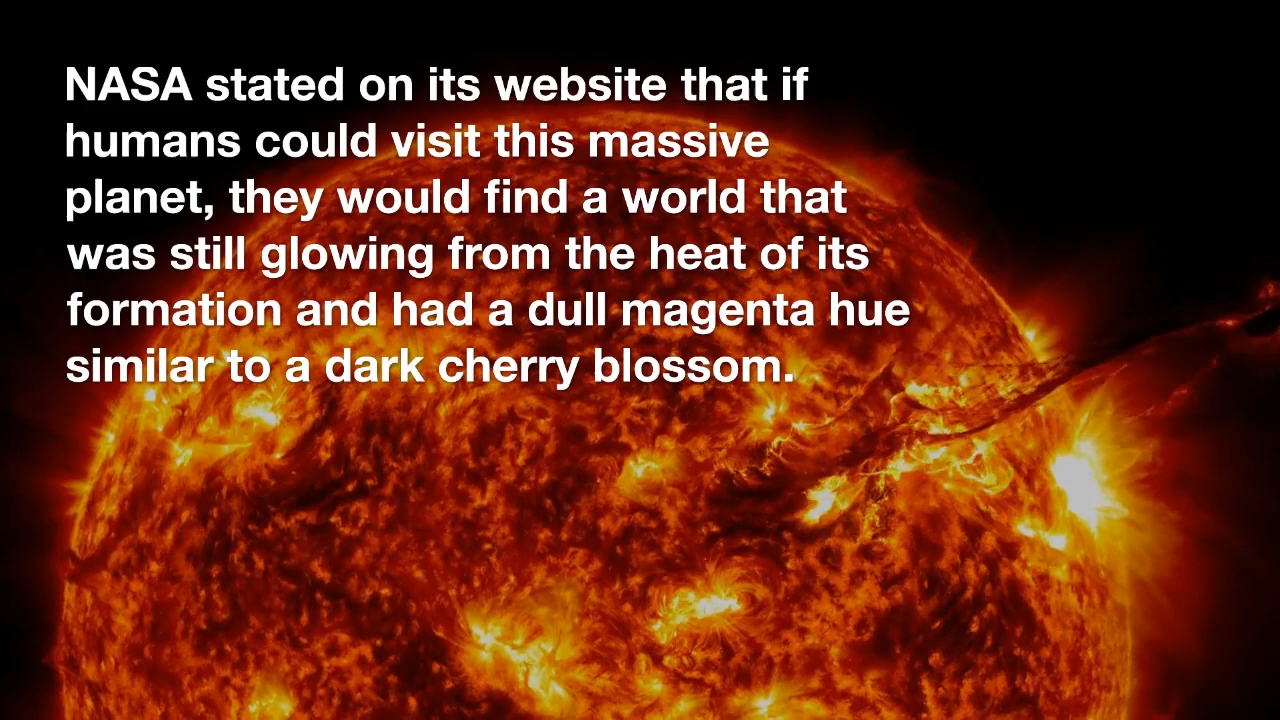 NASA stated on its website that if
humans could visit this massive
planet, they would find a world that
was still glowing from the heat of its
formation and had a dull magenta hue
similar to a dark cherry blossom.